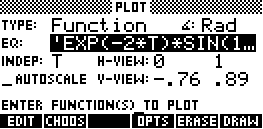 PLOT
TYPE: Function ∠: Rad
EQ: 'EXP(-2*T)*SIN(1…
INDEP: T H-VIEW: 0 1
_AUTOSCALE V-VIEW: -.76 .89
ENTER FUNCTION(S) TO PLOT
EDIT CHOOS OPTS ERASE DRAW